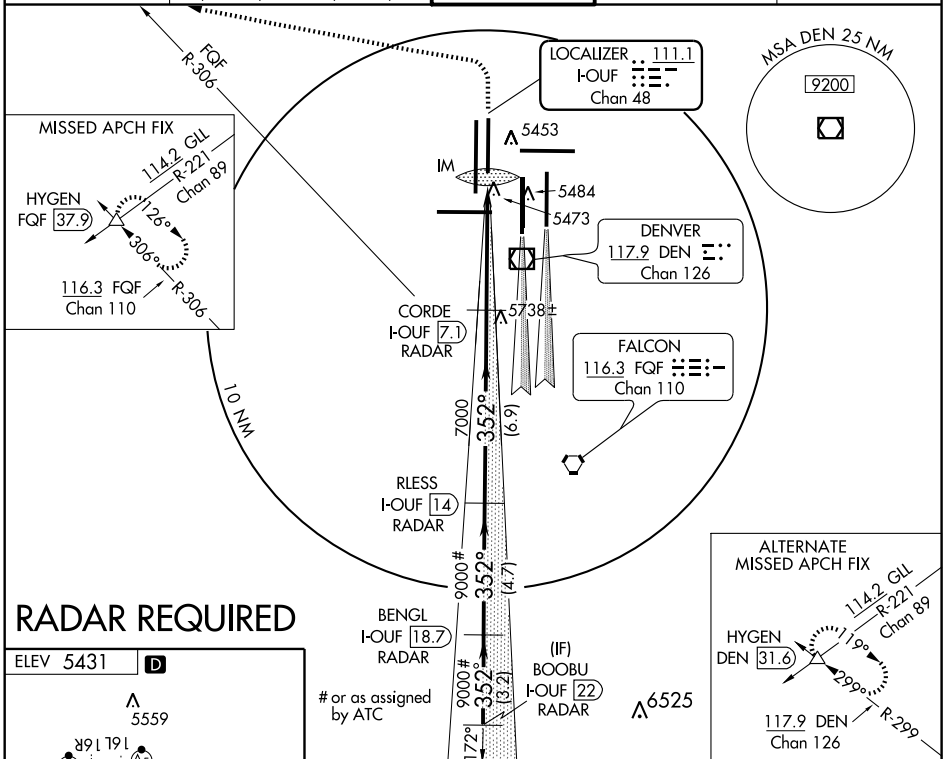 FQF
R-306
LOCALIZER 111.1
I-OUF
Chan 48
MSA DEN 25 NM
9200
MISSED APCH FIX
114.2 GLL
R-221
Chan 89
HYGEN
FQF 37.9
126°
306°
116.3 FQF
Chan 110
R-306
IM
5453
5484
5473
DENVER
117.9 DEN
Chan 126
CORDE
I-OUF 7.1
RADAR
5738±
FALCON
116.3 FQF
Chan 110
10 NM
7000
352°
(6.9)
RLESS
I-OUF 14
RADAR
9000#
352°
(4.7)
RADAR REQUIRED
BENGL
I-OUF 18.7
RADAR
9000#
352°
(3.2)
(IF)
BOOBU
I-OUF 22
RADAR
# or as assigned
by ATC
172°
6525
ALTERNATE
MISSED APCH FIX
114.2 GLL
R-221
Chan 89
HYGEN
DEN 31.6
119°
299°
117.9 DEN
Chan 126
R-299
ELEV 5431 D
5559
16L 16R